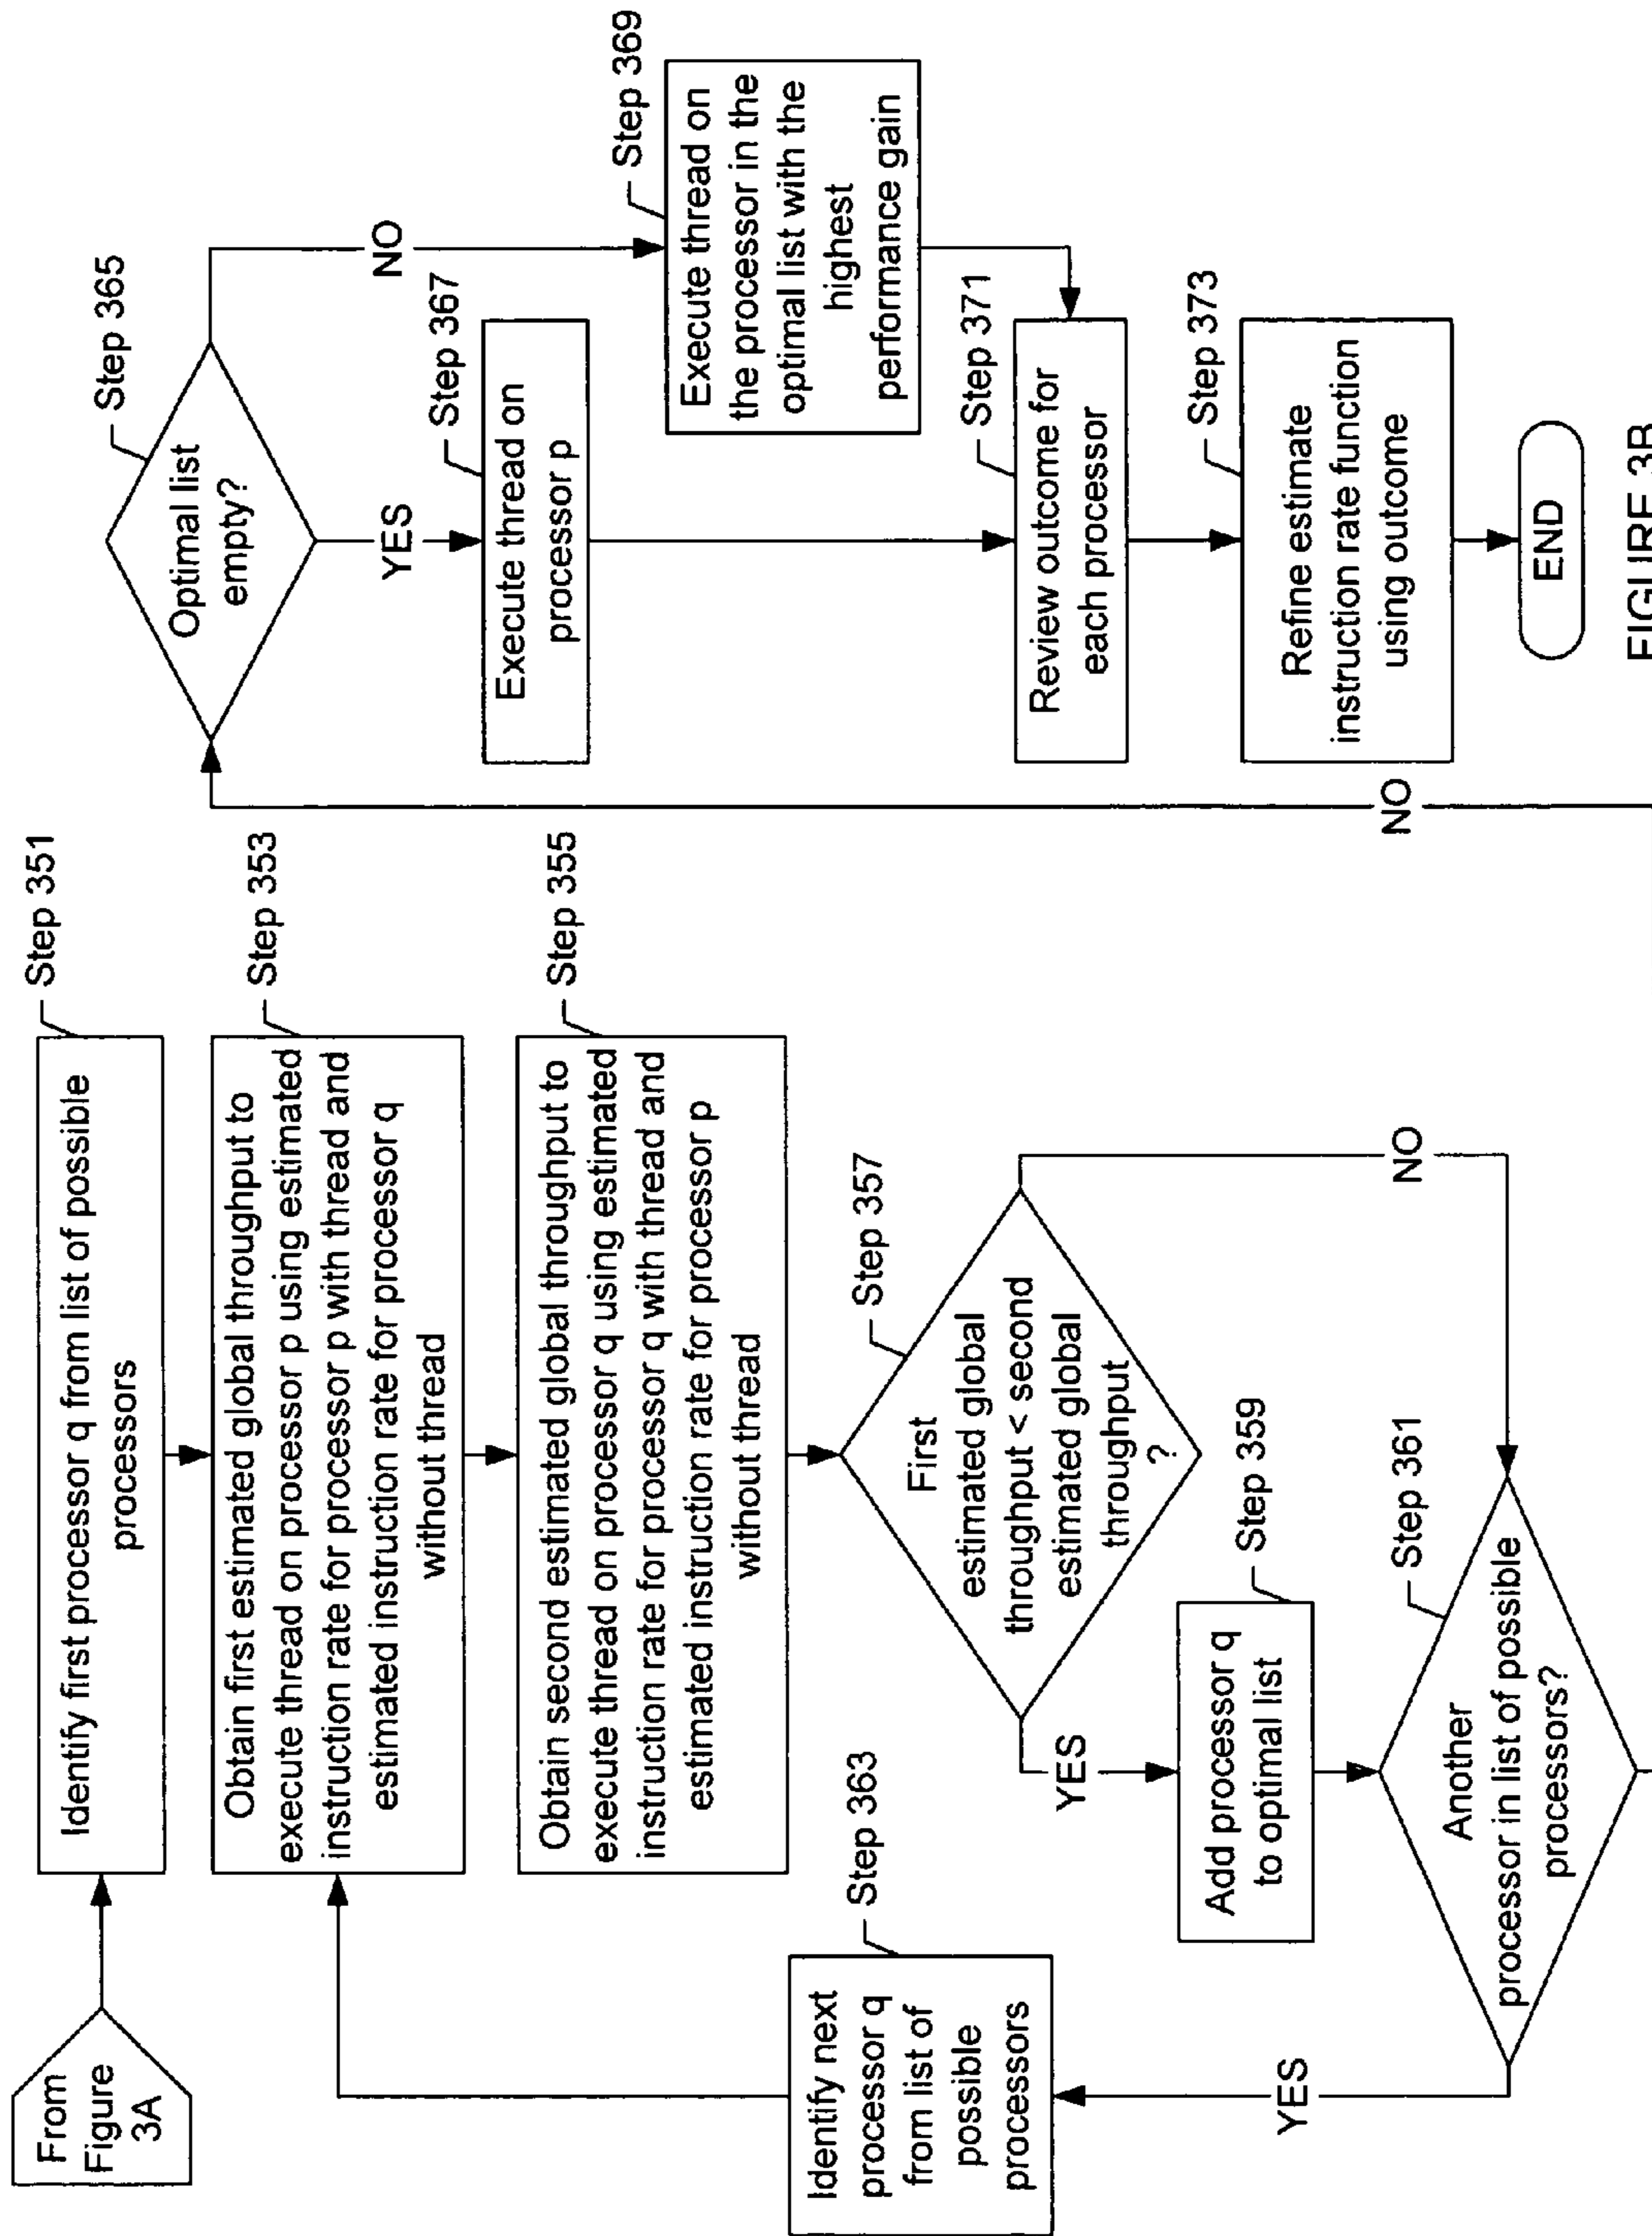 From
Figure
3A
Step 351
Identify first processor q from list of possible
processors
Step 353
Obtain first estimated global throughput to
execute thread on processor p using estimated
instruction rate for processor p with thread and
estimated instruction rate for processor q
without thread
Step 355
Obtain second estimated global throughput to
execute thread on processor q using estimated
instruction rate for processor q with thread and
estimated instruction rate for processor p
without thread
Step 357
First
estimated global
throughput < second
estimated global
throughput
?
YES
NO
Step 359
Add processor q
to optimal list
Step 361
Another
processor in list of possible
processors?
YES
NO
Step 363
Identify next
processor q
from list of
possible
processors
Step 365
Optimal list
empty?
YES
NO
Step 367
Execute thread on
processor p
Step 369
Execute thread on
the processor in the
optimal list with the
highest
performance gain
Step 371
Review outcome for
each processor
Step 373
Refine estimate
instruction rate function
using outcome
END
FIGURE 3B